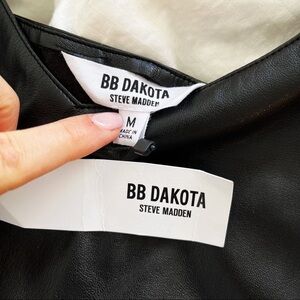 BB DAKOTA
STEVE MADDEN
M
MADE IN
CHINA
BB DAKOTA
STEVE MADDEN